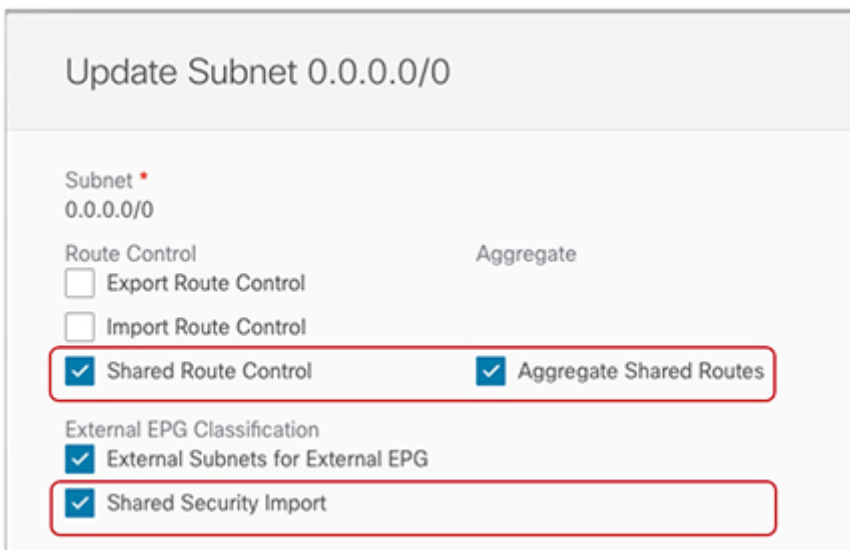 Update Subnet 0.0.0.0/0
Subnet *
0.0.0.0/0
Route Control Aggregate
Export Route Control
Import Route Control
Shared Route Control Aggregate Shared Routes
External EPG Classification
External Subnets for External EPG
Shared Security Import